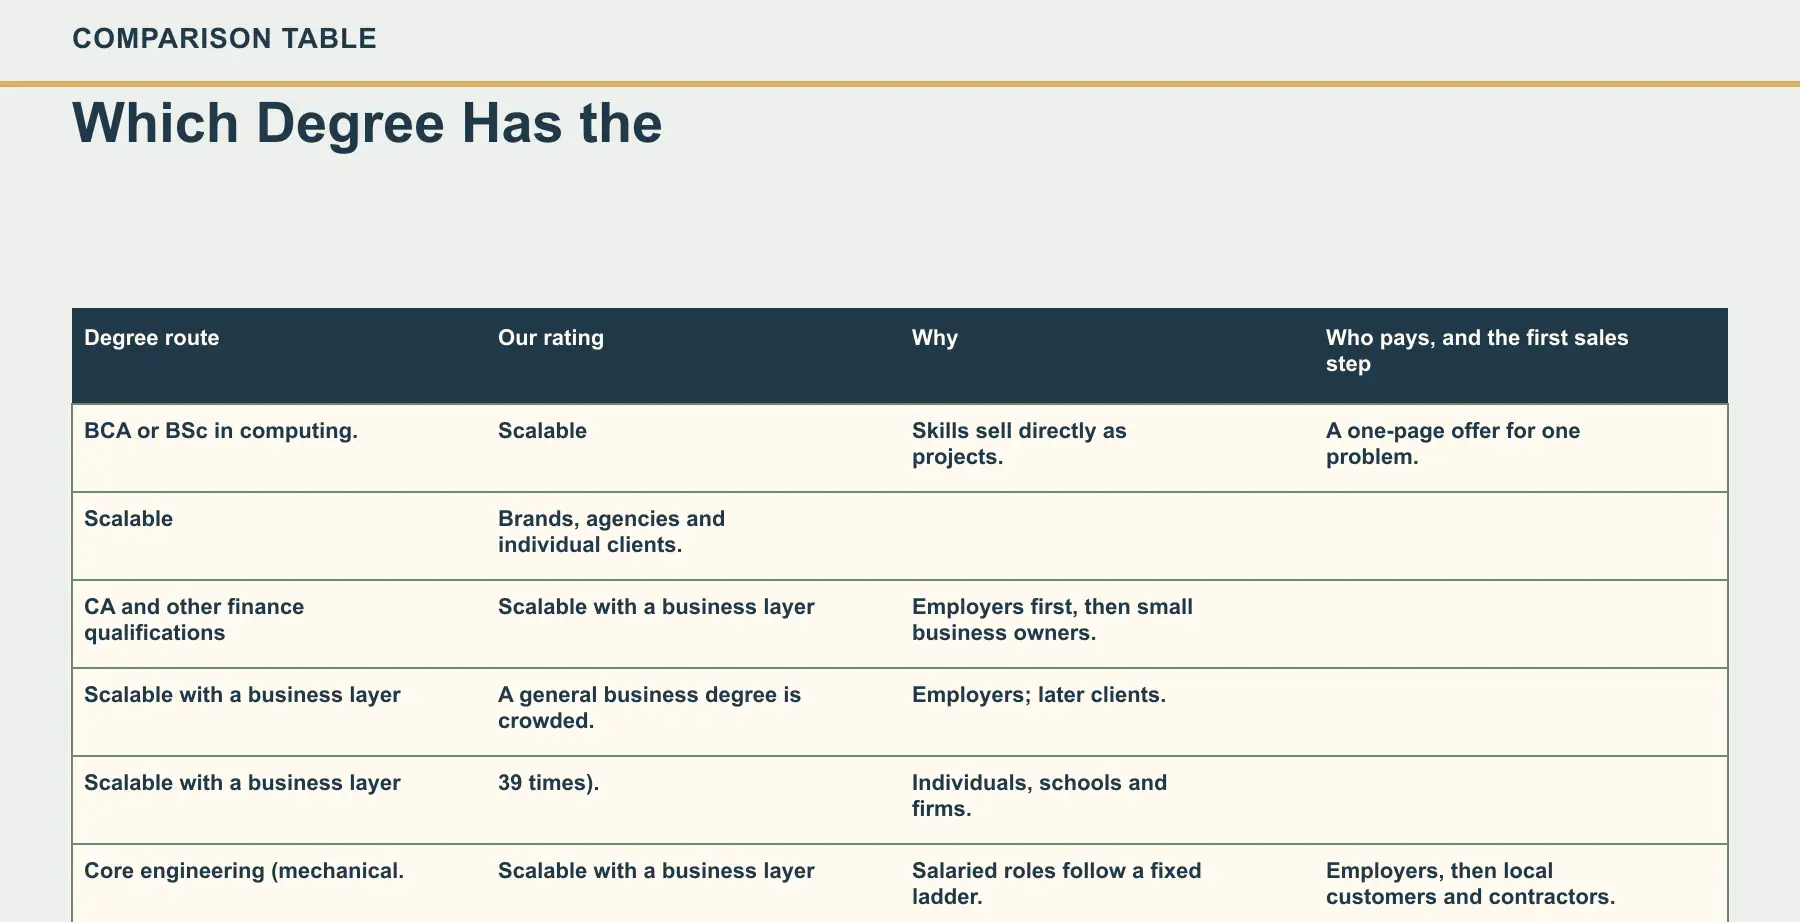 COMPARISON TABLE
Which Degree Has the
Degree route
Our rating
Why
Who pays, and the first sales
step
BCA or BSc in computing.
Scalable
Skills sell directly as
projects.
A one-page offer for one
problem.
Scalable
Brands, agencies and
individual clients.
CA and other finance
qualifications
Scalable with a business layer
Employers first, then small
business owners.
Scalable with a business layer
A general business degree is
crowded.
Employers; later clients.
Scalable with a business layer
39 times).
Individuals, schools and
firms.
Core engineering (mechanical.
Scalable with a business layer
Salaried roles follow a fixed
ladder.
Employers, then local
customers and contractors.